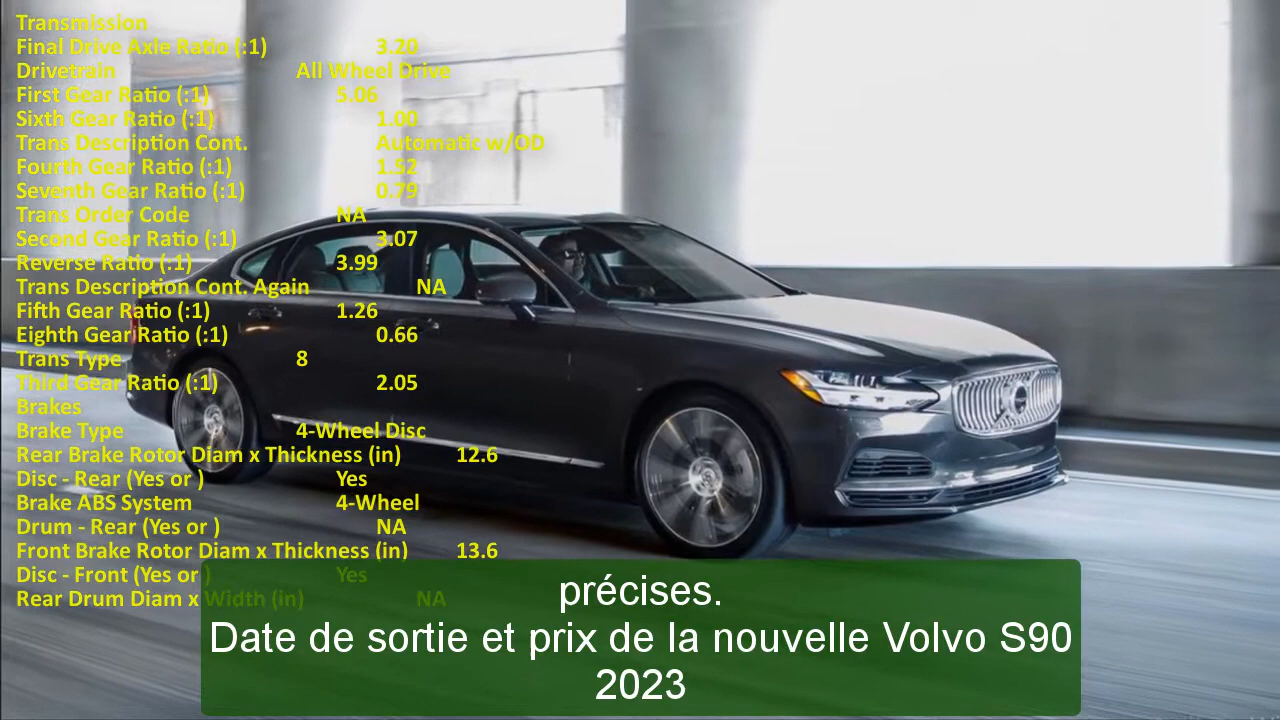 Transmission
Final Drive Axle Ratio (:1) 3.20
Drivetrain All Wheel Drive
First Gear Ratio (:1) 5.06
Sixth Gear Ratio (:1) 1.00
Trans Description Cont. Automatic w/OD
Fourth Gear Ratio (:1) 1.52
Seventh Gear Ratio (:1) 0.79
Trans Order Code NA
Second Gear Ratio (:1) 3.07
Reverse Ratio (:1) 3.99
Trans Description Cont. Again NA
Fifth Gear Ratio (:1) 1.26
Eighth Gear Ratio (:1) 0.66
Trans Type 8
Third Gear Ratio (:1) 2.05
Brakes
Brake Type 4-Wheel Disc
Rear Brake Rotor Diam x Thickness (in) 12.6
Disc - Rear (Yes or ) Yes
Brake ABS System 4-Wheel
Drum - Rear (Yes or ) NA
Front Brake Rotor Diam x Thickness (in) 13.6
Disc - Front (Yes or ) Yes
Rear Drum Diam x Width (in) NA
précises.
Date de sortie et prix de la nouvelle Volvo S90
2023